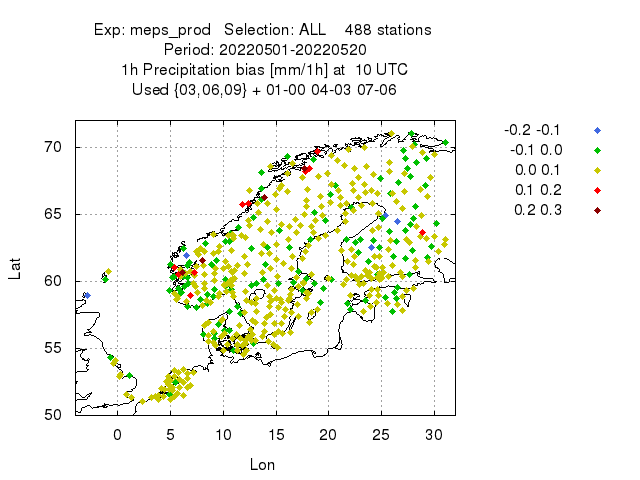 Exp: meps_prod Selection: ALL 488 stations
Period: 20220501-20220520
1h Precipitation bias [mm/1h] at 10 UTC
Used {03,06,09} + 01-00 04-03 07-06
-0.2 -0.1
-0.1 0.0
0.0 0.1
0.1 0.2
0.2 0.3
70
65
60
55
50
Lat
0 5 10 15 20 25 30
Lon